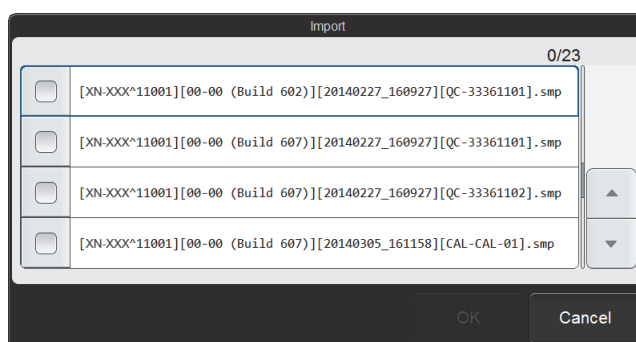 Import
0/23
[XN-XXX^11001][00-00 (Build 602)][20140227_160927][QC-33361101].smp
[XN-XXX^11001][00-00 (Build 607)][20140227_160927][QC-33361101].smp
[XN-XXX^11001][00-00 (Build 607)][20140227_160927][QC-33361102].smp
[XN-XXX^11001][00-00 (Build 607)][20140305_161158][CAL-CAL-01].smp
OK Cancel